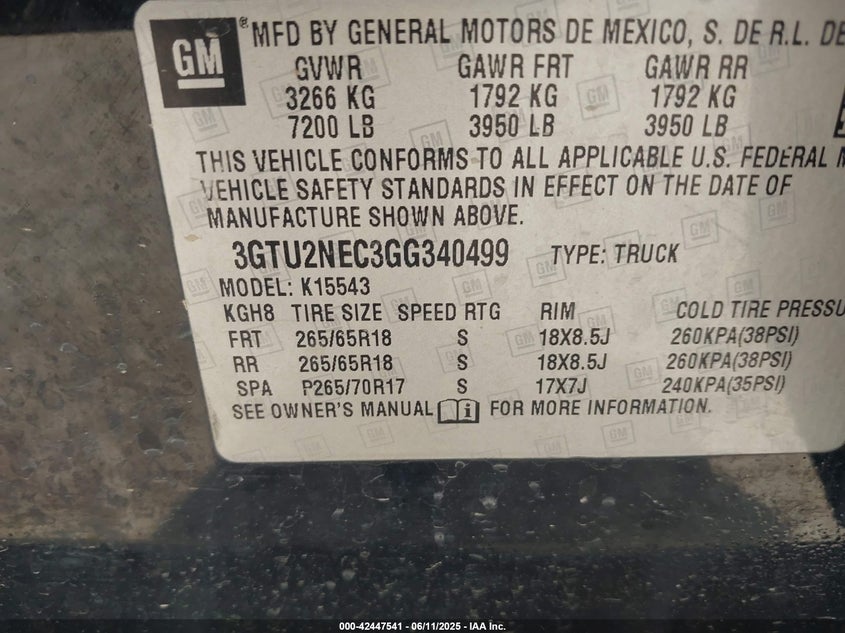 GM ® MFD BY GENERAL MOTORS DE MEXICO, S. DE R.L. DE
GVWR GAWR FRT GAWR RR
3266 KG 1792 KG 1792 KG
7200 LB 3950 LB 3950 LB
THIS VEHICLE CONFORMS TO ALL APPLICABLE U.S. FEDERAL
VEHICLE SAFETY STANDARDS IN EFFECT ON THE DATE OF
MANUFACTURE SHOWN ABOVE.
3GTU2NEC3GG340499 TYPE: TRUCK
MODEL: K15543
KGH8 TIRE SIZE SPEED RTG RIM COLD TIRE PRESSU
FRT 265/65R18 S 18X8.5J 260KPA(38PSI)
RR 265/65R18 S 18X8.5J 260KPA(38PSI)
SPA P265/70R17 S 17X7J 240KPA(35PSI)
SEE OWNER'S MANUAL i FOR MORE INFORMATION.
000-42447541 - 06/11/2025 - IAA Inc.